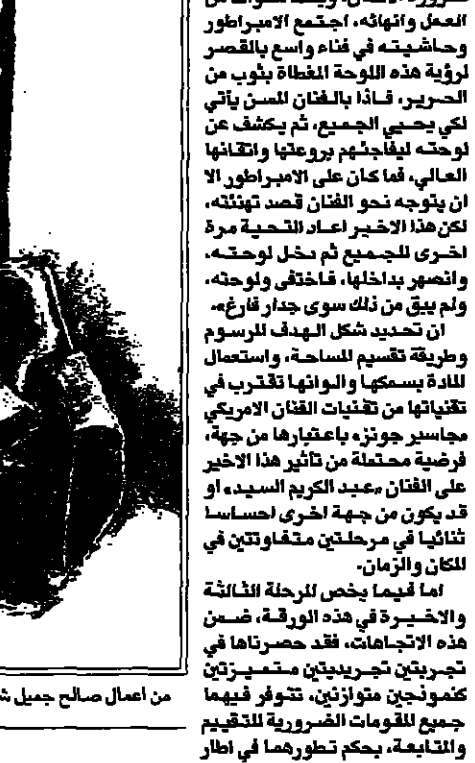 العمل وانهائه، اجتمع الامبراطور
وحاشيته في فناء واسع بالقصر
لرؤية هذه اللوحة المغطاة بثوب من
الحرير، فاذا بالفنان المسن يأتي
لكي يحيي الجميع، ثم يكشف عن
لوحته ليفاجئهم بروعتها واتقانها
العالي، فما كان على الامبراطور الا
ان يتوجه نحو الفنان قصد تهنئته،
لكن هذا الاخير اعاد التحية مرة
اخرى للجميع ثم دخل لوحته،
وانصهر بداخلها، فاختفى ولوحته،
ولم يبق من ذلك سوى جدار فارغ».
ان تحديد شكل الهدف المرسوم
وطريقة تقسيم المساحة، واستعمال
المادة بسمكها والوانها تقترب في
تقنياتها من تقنيات الفنان الامريكي
«جاسبر جونز» باعتبارها من جهة،
فرضية محتملة من تأثير هذا الاخير
على الفنان «عبد الكريم السيد» او
قد يكون من جهة اخرى احساسا
ثنائيا في مرحلتين متفاوتتين في
المكان والزمان.
اما فيما يخص المرحلة الثالثة
والاخيرة في هذه الورقة، ضمن
هذه الاتجاهات، فقد حصرتاها في
تجربتين تجريديتين متميزتين
كنموذجين متوازنين، تتوفر فيهما
جميع المقومات الضرورية للتقييم
والمتابعة، بحكم تطورهما في اطار
من اعمال صالح جميل